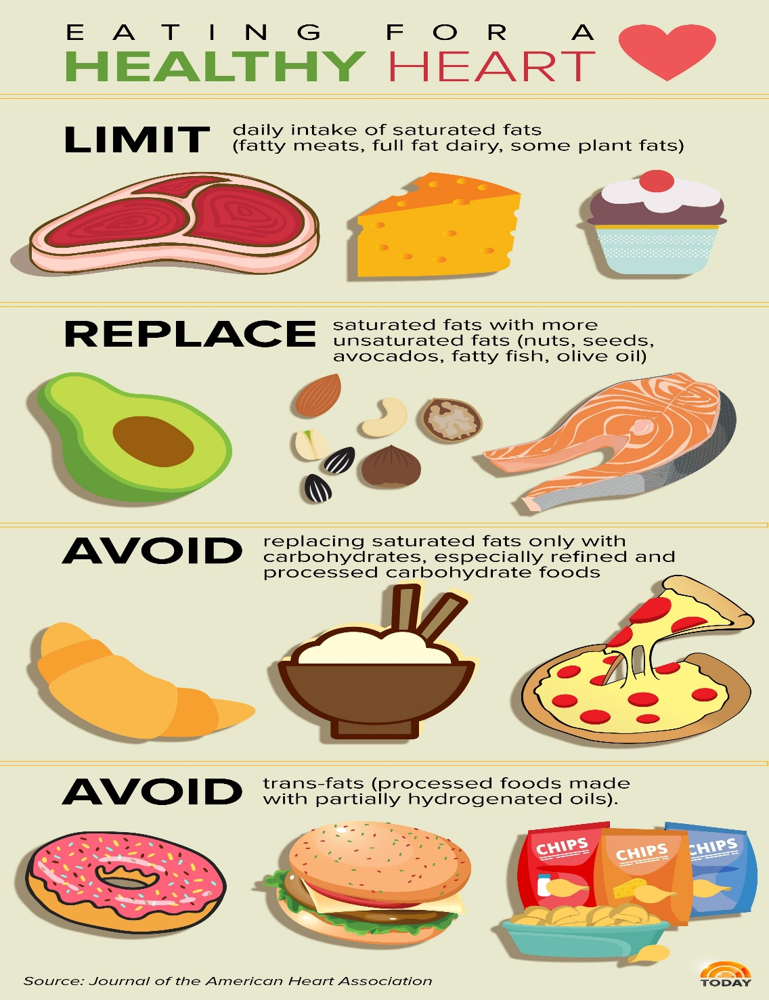 EATING FOR A
HEALTHY HEART
LIMIT
daily intake of saturated fats
(fatty meats, full fat dairy, some plant fats)
REPLACE
saturated fats with more
unsaturated fats (nuts, seeds,
avocados, fatty fish, olive oil)
AVOID
replacing saturated fats only with
carbohydrates, especially refined and
processed carbohydrate foods
AVOID
trans-fats (processed foods made
with partially hydrogenated oils).
CHIPS
CHIPS
CHIPS
Source: Journal of the American Heart Association
TODAY